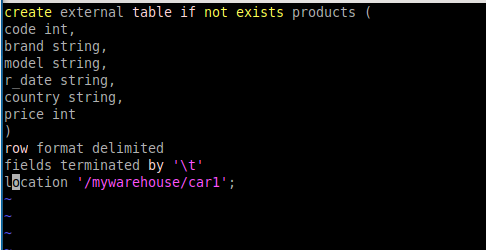 create external table if not exists products (
code int,
brand string,
model string,
r_date string,
country string,
price int
)
row format delimited
fields terminated by '\t'
location '/mywarehouse/car1';
~
~
~
~